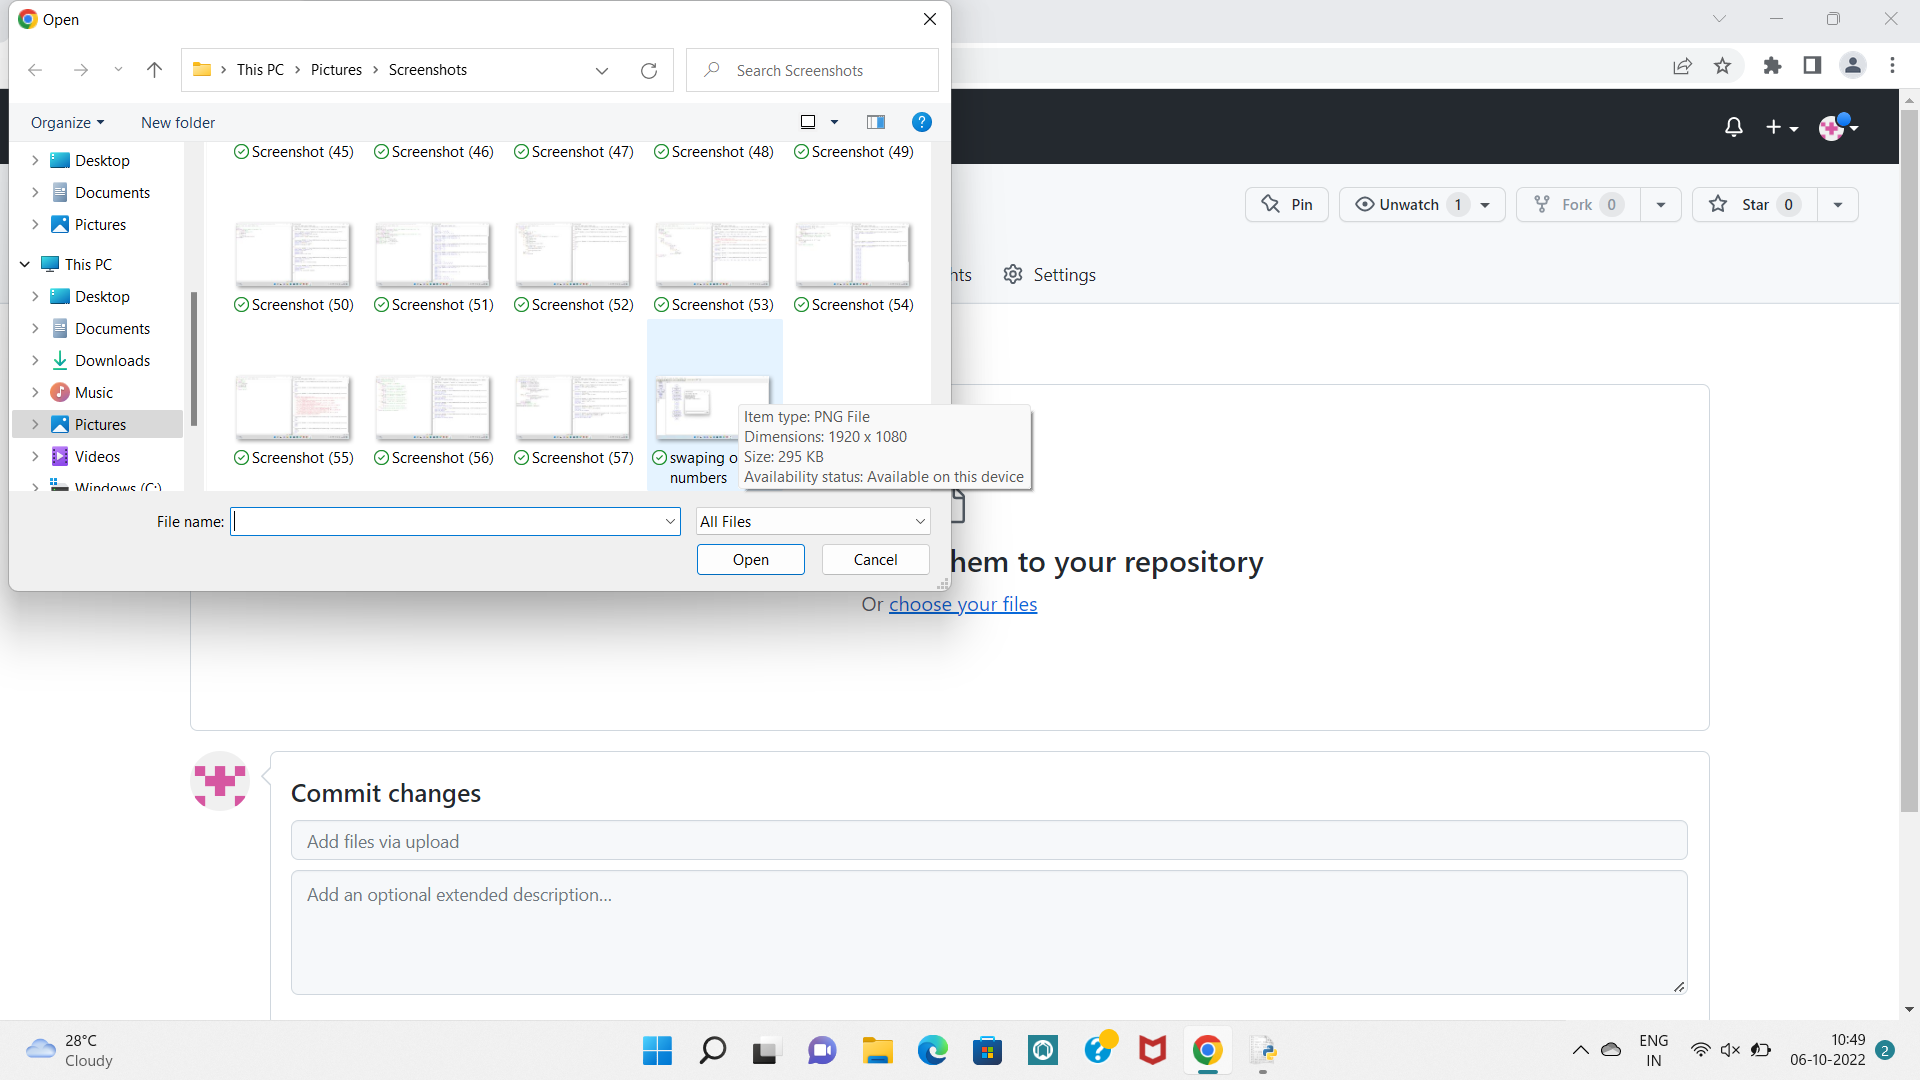 Open
This PC > Pictures > Screenshots
Search Screenshots
Organize
New folder
Desktop
Documents
Pictures
This PC
Desktop
Documents
Downloads
Music
Pictures
Videos
Windows (C:)
Screenshot (45) Screenshot (46) Screenshot (47) Screenshot (48) Screenshot (49)
Screenshot (50) Screenshot (51) Screenshot (52) Screenshot (53) Screenshot (54)
Screenshot (55) Screenshot (56) Screenshot (57) swaping o
numbers
Item type: PNG File
Dimensions: 1920 x 1080
Size: 295 KB
Availability status: Available on this device
File name:
All Files
Open
Cancel
Pin
Unwatch 1
Fork 0
Star 0
Settings
hem to your repository
Or choose your files
Commit changes
Add files via upload
Add an optional extended description...
28°C
Cloudy
ENG
IN
10:49
06-10-2022
2